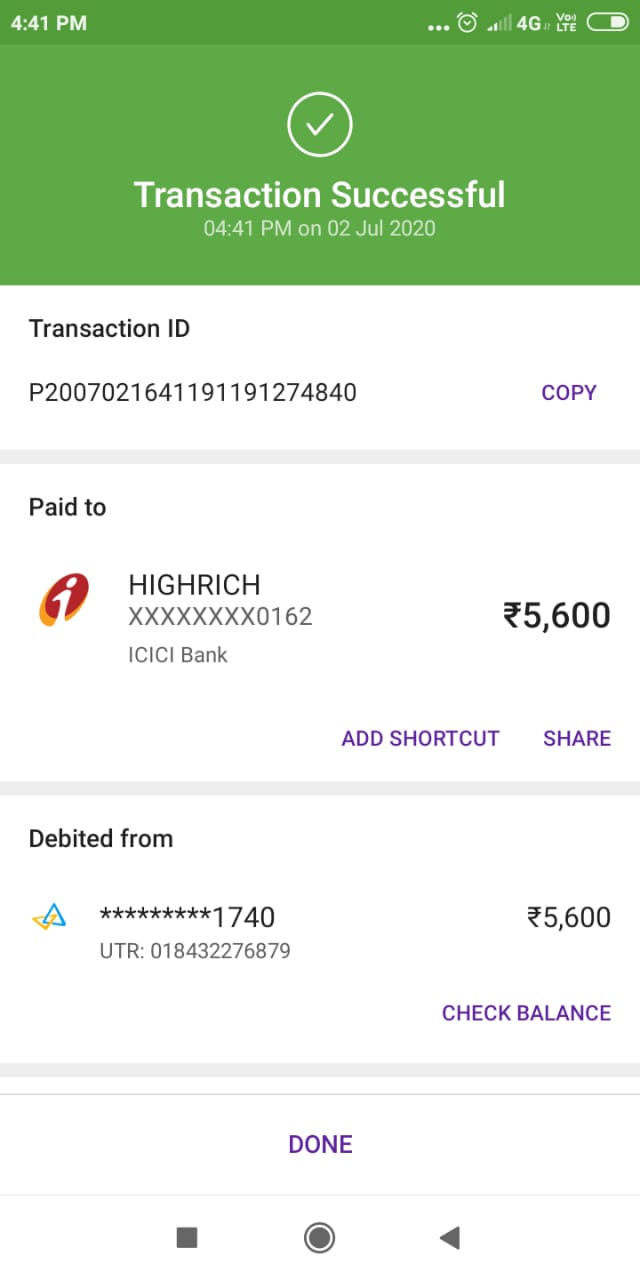 4:41 PM
4G
Vo)) LTE
Transaction Successful
04:41 PM on 02 Jul 2020
Transaction ID
P2007021641191191274840
COPY
Paid to
HIGHRICH
XXXXXXXX0162
₹5,600
ICICI Bank
ADD SHORTCUT
SHARE
Debited from
*********1740
₹5,600
UTR: 018432276879
CHECK BALANCE
DONE